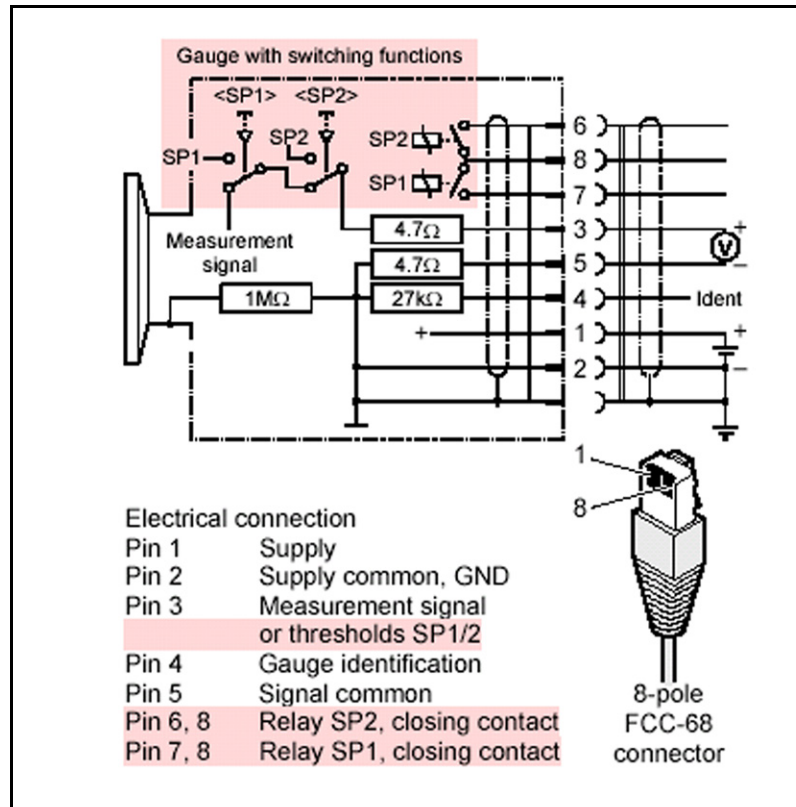 Gauge with switching functions
<SP1> <SP2>
SP2
SP1
SP2
SP1
6
8
7
Measurement
signal
4.7Ω
3
+
V
4.7Ω
5
–
1MΩ
27kΩ
4
Ident
+
1
+
2
–
1
8
Electrical connection
Pin 1 Supply
Pin 2 Supply common, GND
Pin 3 Measurement signal
or thresholds SP1/2
Pin 4 Gauge identification
Pin 5 Signal common
Pin 6, 8 Relay SP2, closing contact
Pin 7, 8 Relay SP1, closing contact
8-pole
FCC-68
connector